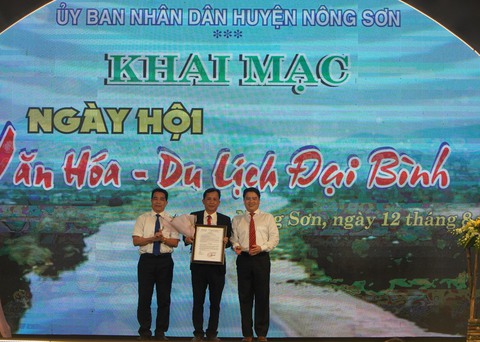 ỦY BAN NHÂN DÂN HUYỆN NÔNG SƠN
***
KHAI MẠC
NGÀY HỘI
Văn Hóa - Du Lịch Đại Bình
Nông Sơn, ngày 12 tháng 8